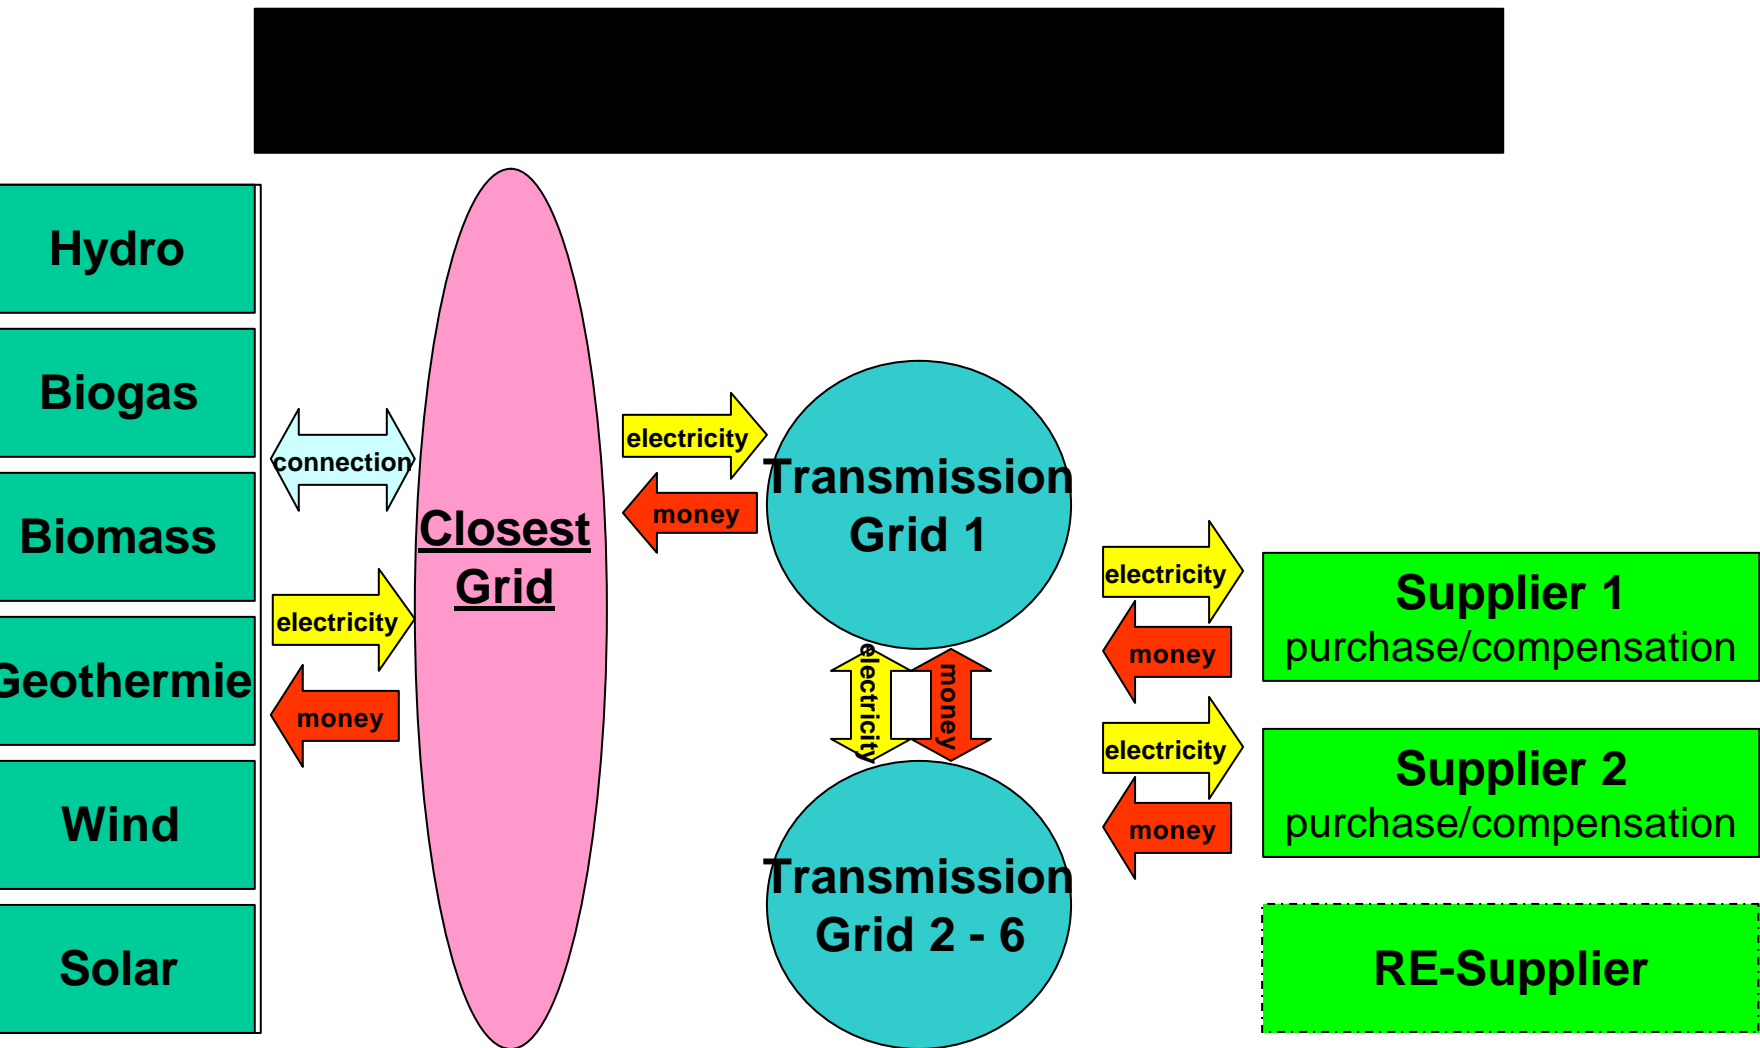 Hydro
Biogas
Biomass
Geothermie
Wind
Solar
connection
electricity
money
Closest
Grid
electricity
money
Transmission
Grid 1
electricity
money
Transmission
Grid 2 - 6
electricity
money
electricity
money
Supplier 1
purchase/compensation
Supplier 2
purchase/compensation
RE-Supplier